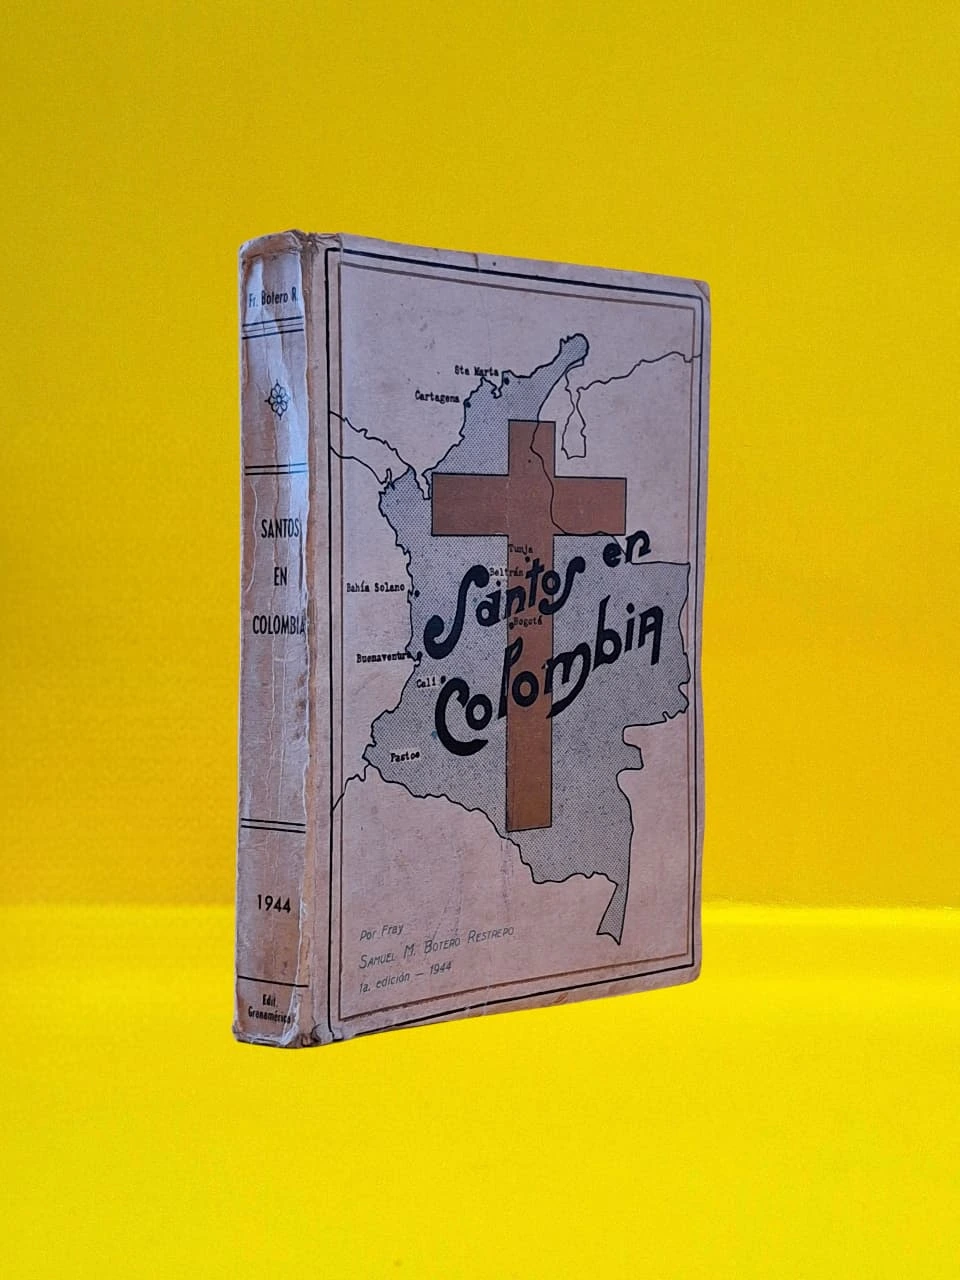 Fr. Botero R.
SANTOS
EN
COLOMBIA
1944
Edit.
Granamérica
Sta Marta
Cartagena
Tunja
Beltrán
Bahía Solano
Bogotá
Buenaventura
Cali
Pasto
Santos en
Colombia
Por Fray
SAMUEL M. BOTERO RESTREPO
1a. edición — 1944